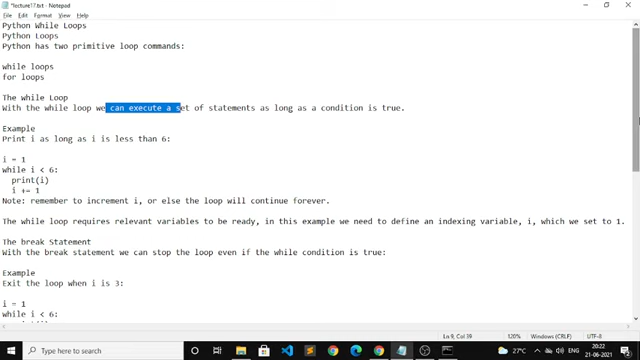 *lecture17.txt - Notepad
File Edit Format View Help
Python While Loops
Python Loops
Python has two primitive loop commands:
while loops
for loops
The while Loop
With the while loop we can execute a set of statements as long as a condition is true.
Example
Print i as long as i is less than 6:
i = 1
while i < 6:
print(i)
i += 1
Note: remember to increment i, or else the loop will continue forever.
The while loop requires relevant variables to be ready, in this example we need to define an indexing variable, i, which we set to 1.
The break Statement
With the break statement we can stop the loop even if the while condition is true:
Example
Exit the loop when i is 3:
i = 1
while i < 6:
Ln 9, Col 39 120% Windows (CRLF) UTF-8
Type here to search
27°C
20:22
21-06-2021